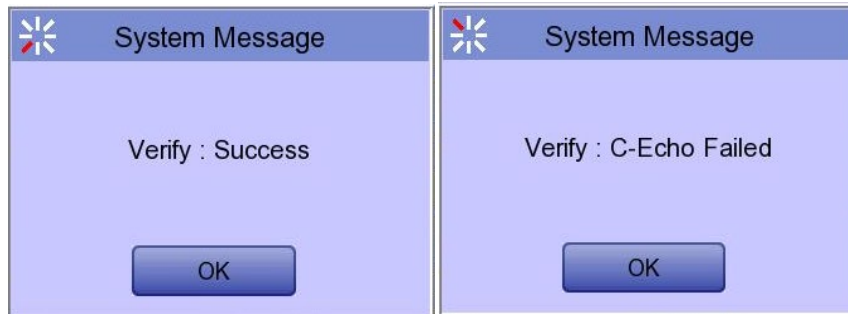 System Message
Verify : Success
OK
System Message
Verify : C-Echo Failed
OK